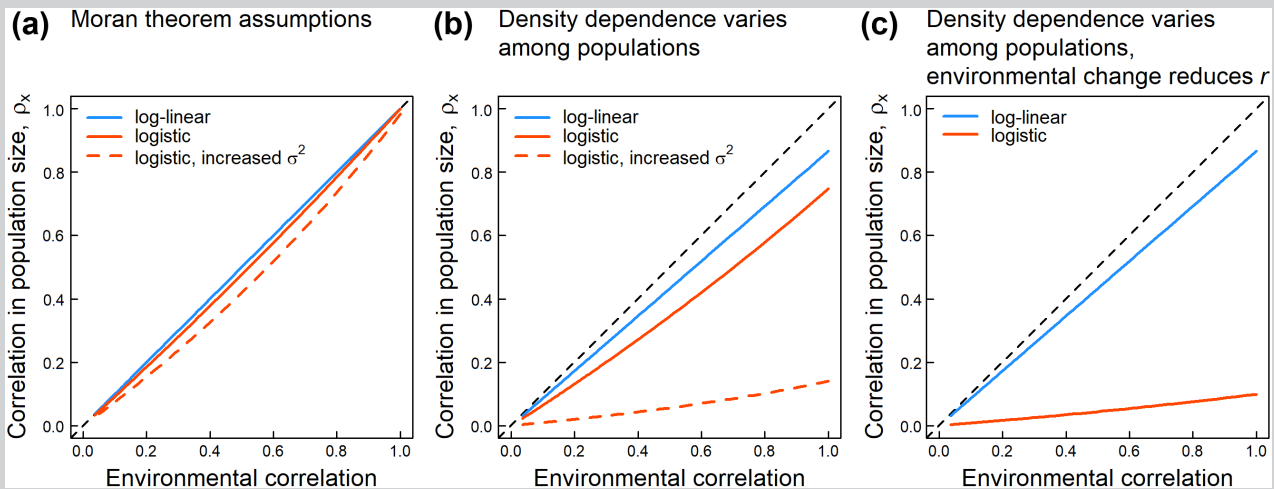 (a) Moran theorem assumptions
Correlation in population size, ρx
1.0
0.8
0.6
0.4
0.2
0.0
log-linear
logistic
logistic, increased σ²
0.0 0.2 0.4 0.6 0.8 1.0
Environmental correlation
(b) Density dependence varies
among populations
Correlation in population size, ρx
1.0
0.8
0.6
0.4
0.2
0.0
log-linear
logistic
logistic, increased σ²
0.0 0.2 0.4 0.6 0.8 1.0
Environmental correlation
(c) Density dependence varies
among populations,
environmental change reduces r
Correlation in population size, ρx
1.0
0.8
0.6
0.4
0.2
0.0
log-linear
logistic
0.0 0.2 0.4 0.6 0.8 1.0
Environmental correlation